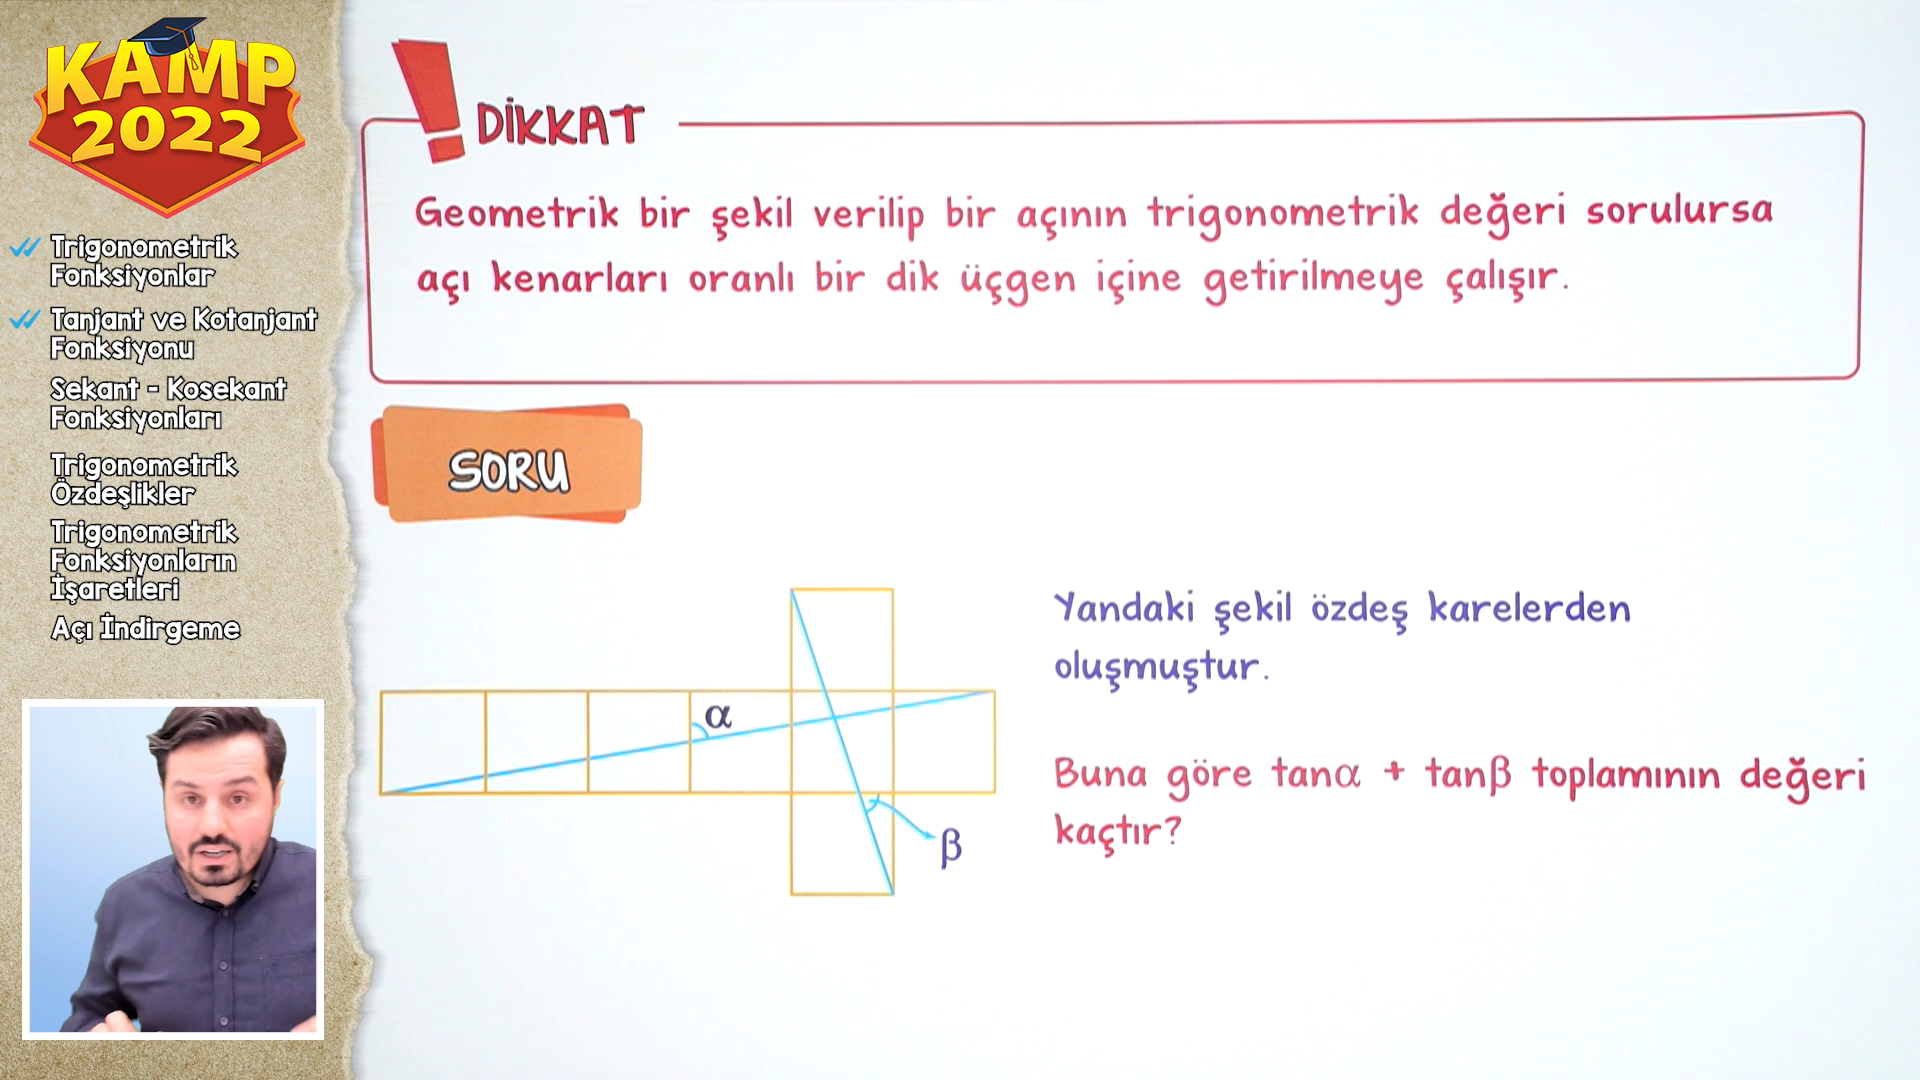 KAMP
2022
Trigonometrik
Fonksiyonlar
Tanjant ve Kotanjant
Fonksiyonu
Sekant - Kosekant
Fonksiyonları
Trigonometrik
Özdeşlikler
Trigonometrik
Fonksiyonların
İşaretleri
Açı İndirgeme
DİKKAT
Geometrik bir şekil verilip bir açının trigonometrik değeri sorulursa
açı kenarları oranlı bir dik üçgen içine getirilmeye çalışır.
SORU
α
β
Yandaki şekil özdeş karelerden
oluşmuştur.
Buna göre tanα + tanβ toplamının değeri
kaçtır?